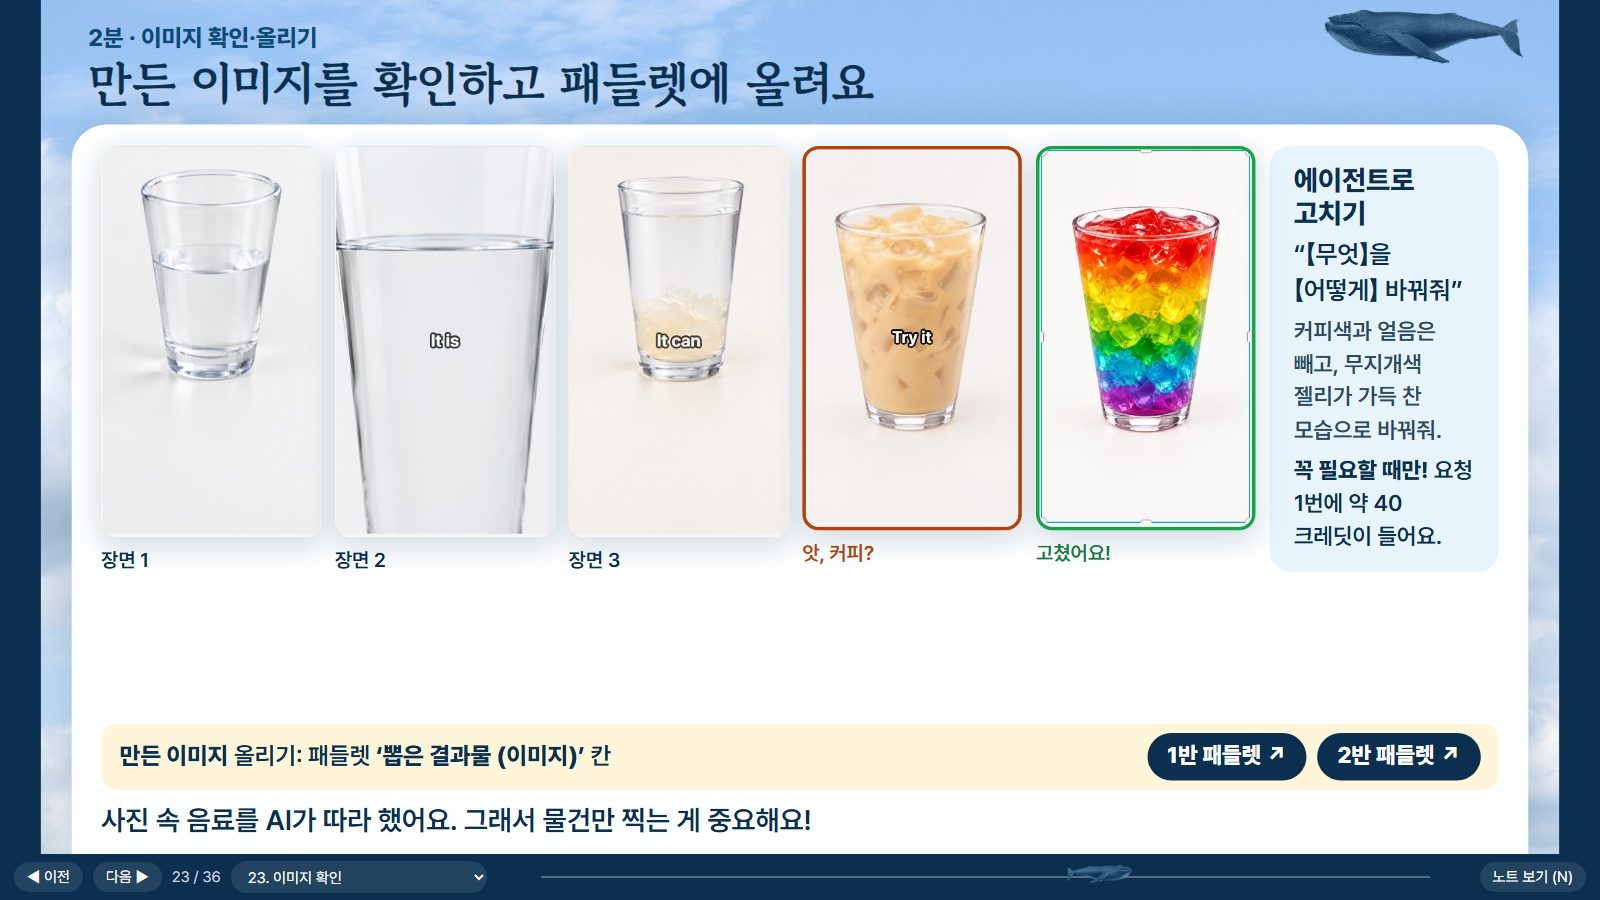 2분 · 이미지 확인·올리기
만든 이미지를 확인하고 패들렛에 올려요
It is
It can
Try it
장면 1
장면 2
장면 3
앗, 커피?
고쳤어요!
에이전트로
고치기
“【무엇】을
【어떻게】 바꿔줘”
커피색과 얼음은
빼고, 무지개색
젤리가 가득 찬
모습으로 바꿔줘.
꼭 필요할 때만! 요청
1번에 약 40
크레딧이 들어요.
만든 이미지 올리기: 패들렛 ‘뽑은 결과물 (이미지)’ 칸
1반 패들렛 ↗
2반 패들렛 ↗
사진 속 음료를 AI가 따라 했어요. 그래서 물건만 찍는 게 중요해요!
◀ 이전
다음 ▶
23 / 36
23. 이미지 확인
노트 보기 (N)